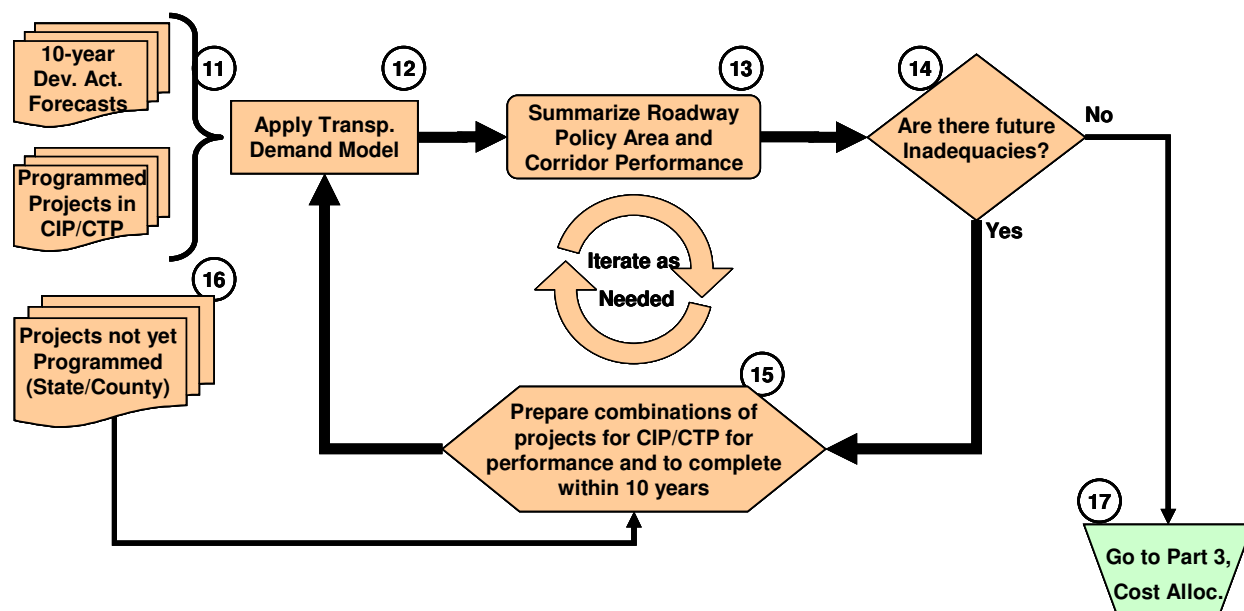 10-year
Dev. Act.
Forecasts
11
Programmed
Projects in
CIP/CTP
12
Apply Transp.
Demand Model
13
Summarize Roadway
Policy Area and
Corridor Performance
14
Are there future
Inadequacies?
No
Yes
Iterate as
Needed
16
Projects not yet
Programmed
(State/County)
15
Prepare combinations of
projects for CIP/CTP for
performance and to complete
within 10 years
17
Go to Part 3,
Cost Alloc.